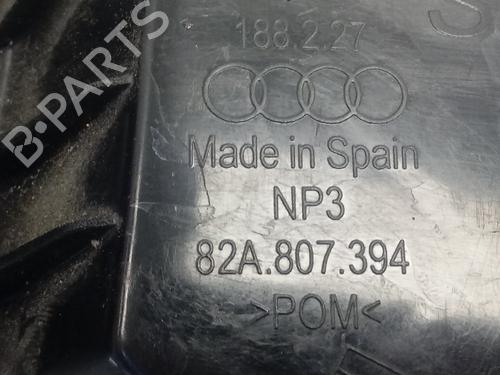 188.2.27
Made in Spain
NP3
82A.807.394
>POM<
B-PARTS